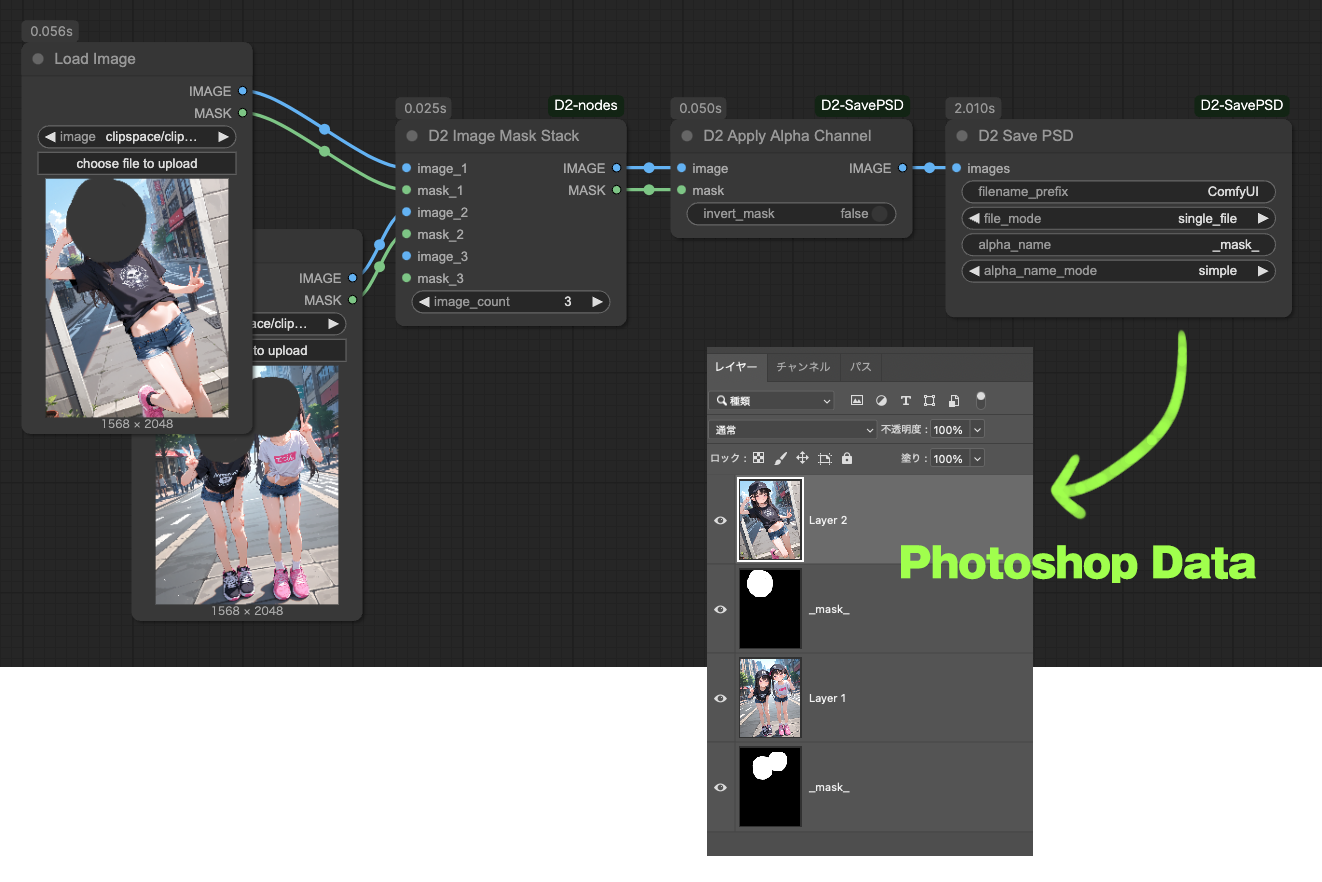 0.056s
Load Image
IMAGE
MASK
image clipspace/clip…
choose file to upload
1568 × 2048
IMAGE
MASK
ace/clip…
to upload
てづん
1568 × 2048
0.025s
D2-nodes
D2 Image Mask Stack
image_1 IMAGE
mask_1 MASK
image_2
mask_2
image_3
mask_3
image_count 3
0.050s
D2-SavePSD
D2 Apply Alpha Channel
image IMAGE
mask
invert_mask false
2.010s
D2-SavePSD
D2 Save PSD
images
filename_prefix ComfyUI
file_mode single_file
alpha_name _mask_
alpha_name_mode simple
レイヤー チャンネル パス
種類
通常 不透明度 : 100%
ロック : 塗り : 100%
Layer 2
_mask_
Layer 1
_mask_
Photoshop Data